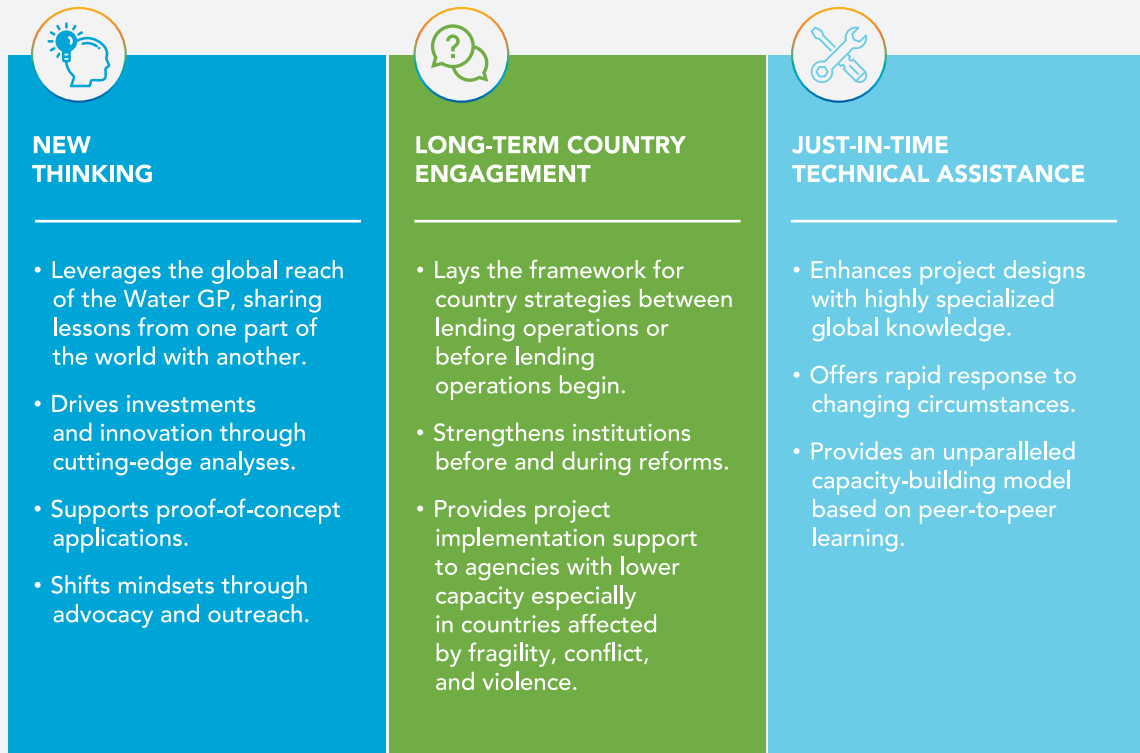 ?
NEW
THINKING
• Leverages the global reach
of the Water GP, sharing
lessons from one part of
the world with another.
• Drives investments
and innovation through
cutting-edge analyses.
• Supports proof-of-concept
applications.
• Shifts mindsets through
advocacy and outreach.
LONG-TERM COUNTRY
ENGAGEMENT
• Lays the framework for
country strategies between
lending operations or
before lending
operations begin.
• Strengthens institutions
before and during reforms.
• Provides project
implementation support
to agencies with lower
capacity especially
in countries affected
by fragility, conflict,
and violence.
JUST-IN-TIME
TECHNICAL ASSISTANCE
• Enhances project designs
with highly specialized
global knowledge.
• Offers rapid response to
changing circumstances.
• Provides an unparalleled
capacity-building model
based on peer-to-peer
learning.